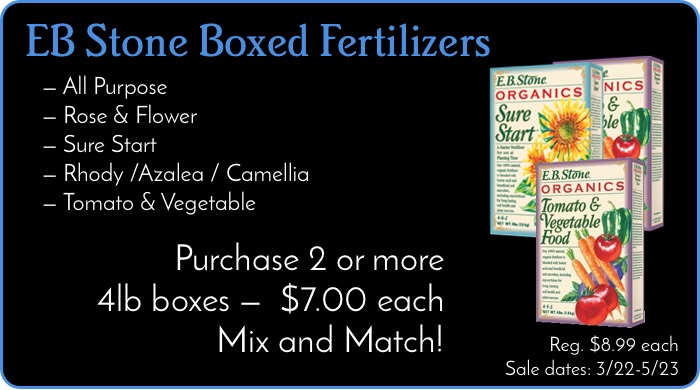 EB Stone Boxed Fertilizers
– All Purpose
– Rose & Flower
– Sure Start
– Rhody /Azalea / Camellia
– Tomato & Vegetable
Purchase 2 or more
4lb boxes – $7.00 each
Mix and Match!
E.B. Stone
ORGANICS
Sure
Start
E.B. Stone
ORGANICS
Tomato &
Vegetable
Food
Reg. $8.99 each
Sale dates: 3/22-5/23